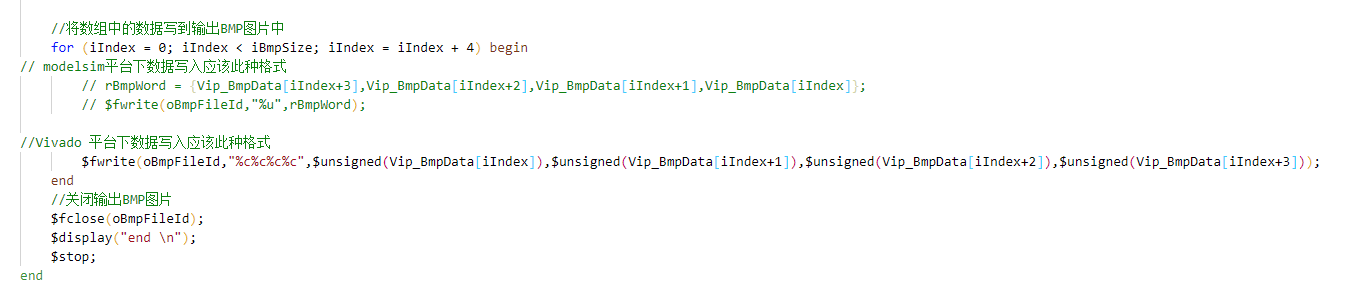 //将数组中的数据写到输出BMP图片中
for (iIndex = 0; iIndex < iBmpSize; iIndex = iIndex + 4) begin
// modelsim平台下数据写入应该此种格式
// rBmpWord = {Vip_BmpData[iIndex+3],Vip_BmpData[iIndex+2],Vip_BmpData[iIndex+1],Vip_BmpData[iIndex]};
// $fwrite(oBmpFileId,"%u",rBmpWord);
//Vivado 平台下数据写入应该此种格式
$fwrite(oBmpFileId,"%c%c%c%c",$unsigned(Vip_BmpData[iIndex]),$unsigned(Vip_BmpData[iIndex+1]),$unsigned(Vip_BmpData[iIndex+2]),$unsigned(Vip_BmpData[iIndex+3]));
end
//关闭输出BMP图片
$fclose(oBmpFileId);
$display("end \n");
$stop;
end